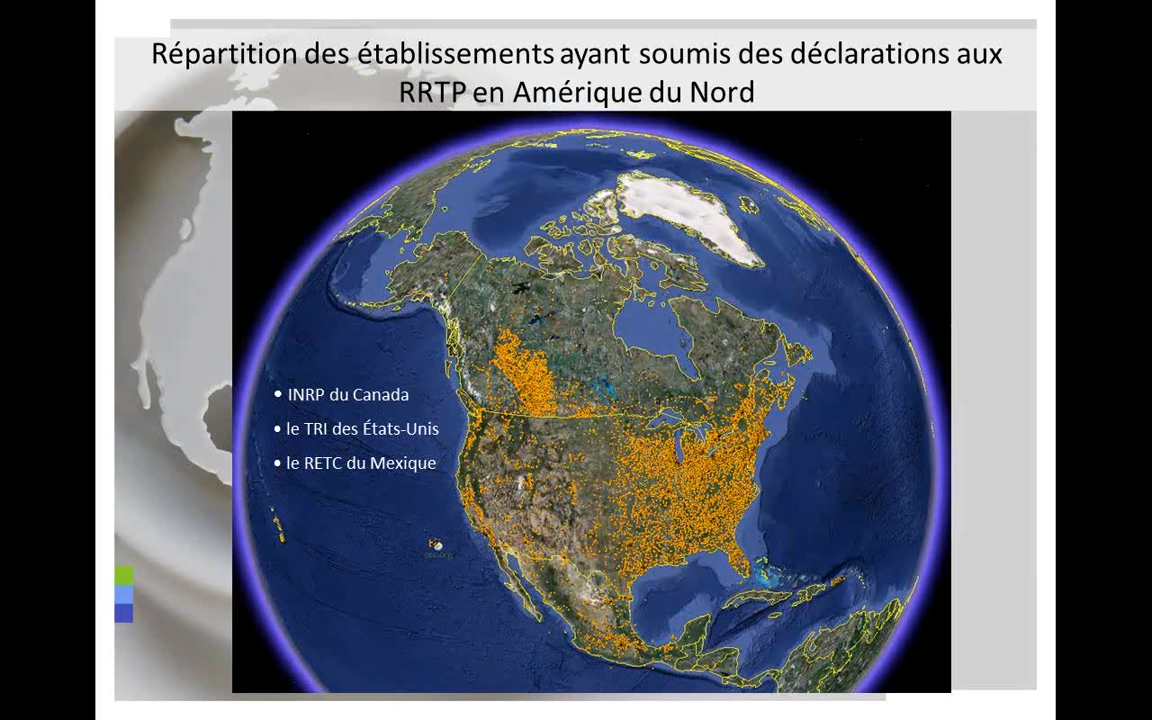 Répartition des établissements ayant soumis des déclarations aux
RRTP en Amérique du Nord
• INRP du Canada
• le TRI des États-Unis
• le RETC du Mexique